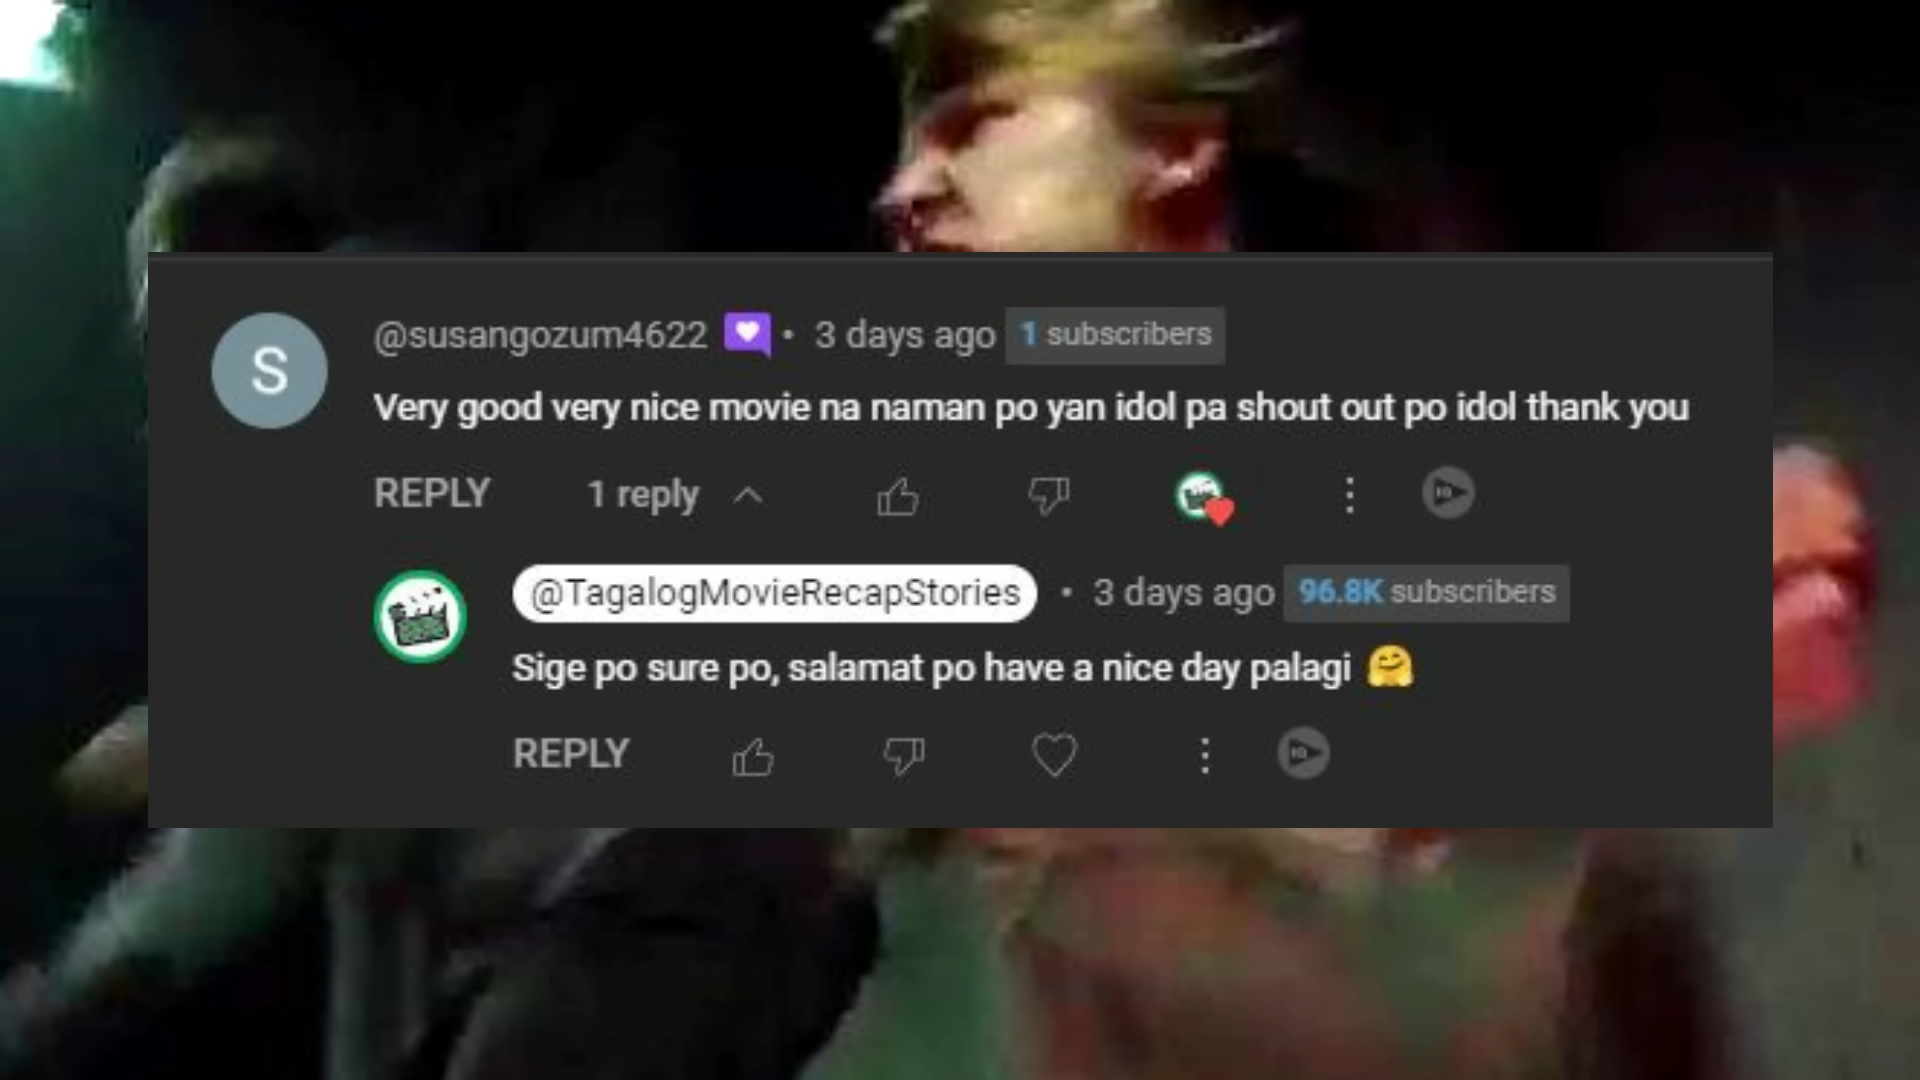 S
@susangozum4622 • 3 days ago 1 subscribers
Very good very nice movie na naman po yan idol pa shout out po idol thank you
REPLY 1 reply
@TagalogMovieRecapStories • 3 days ago 96.8K subscribers
Sige po sure po, salamat po have a nice day palagi 🤗
REPLY